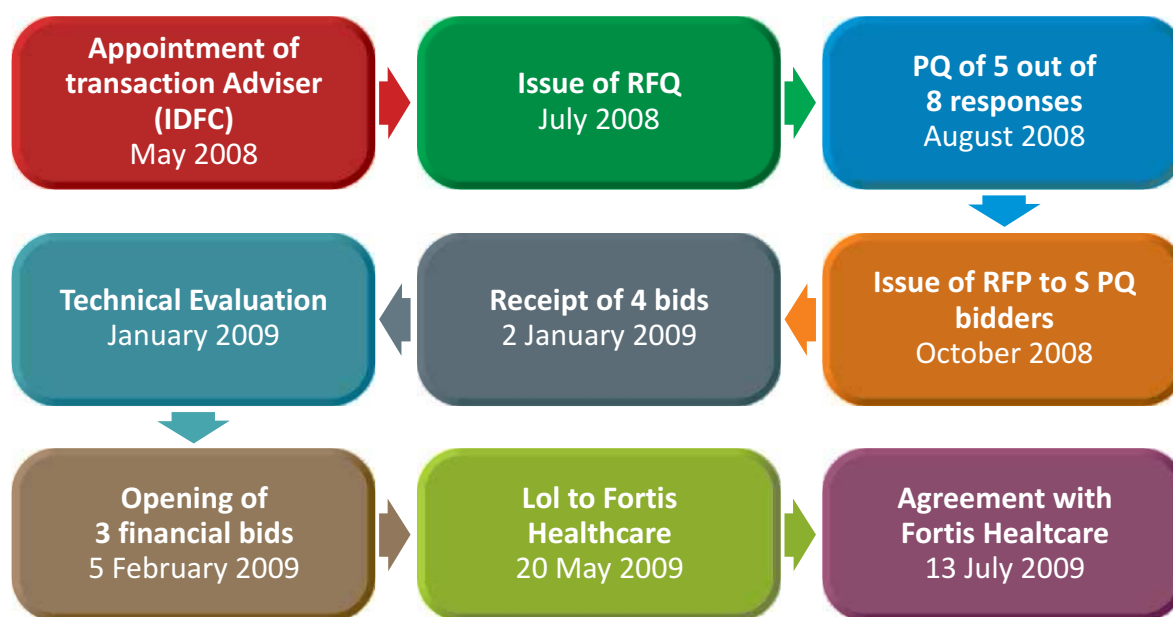 Appointment of
transaction Adviser
(IDFC)
May 2008
Issue of RFQ
July 2008
PQ of 5 out of
8 responses
August 2008
Issue of RFP to S PQ
bidders
October 2008
Receipt of 4 bids
2 January 2009
Technical Evaluation
January 2009
Opening of
3 financial bids
5 February 2009
Lol to Fortis
Healthcare
20 May 2009
Agreement with
Fortis Healtcare
13 July 2009